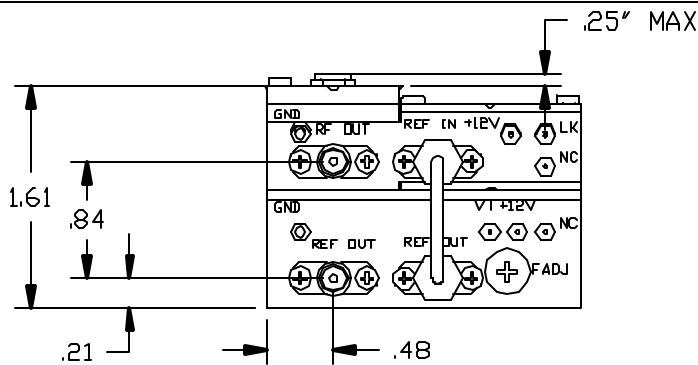 .25" MAX
GND
RF OUT
REF IN +12V
LK
NC
1.61
.84
GND
VT +12V
NC
REF OUT
REF OUT
FADJ
.21
.48